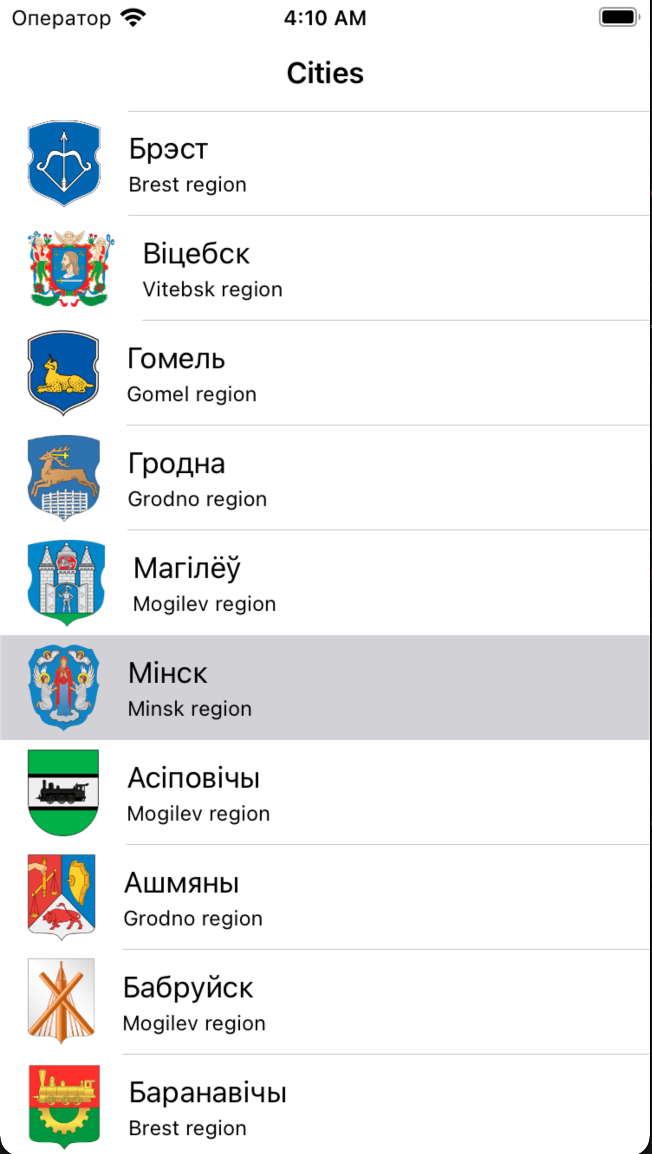 Оператор 4:10 AM
Cities
Брэст
Brest region
Віцебск
Vitebsk region
Гомель
Gomel region
Гродна
Grodno region
Магілёў
Mogilev region
Мінск
Minsk region
Асіповічы
Mogilev region
Ашмяны
Grodno region
Бабруйск
Mogilev region
Баранавічы
Brest region